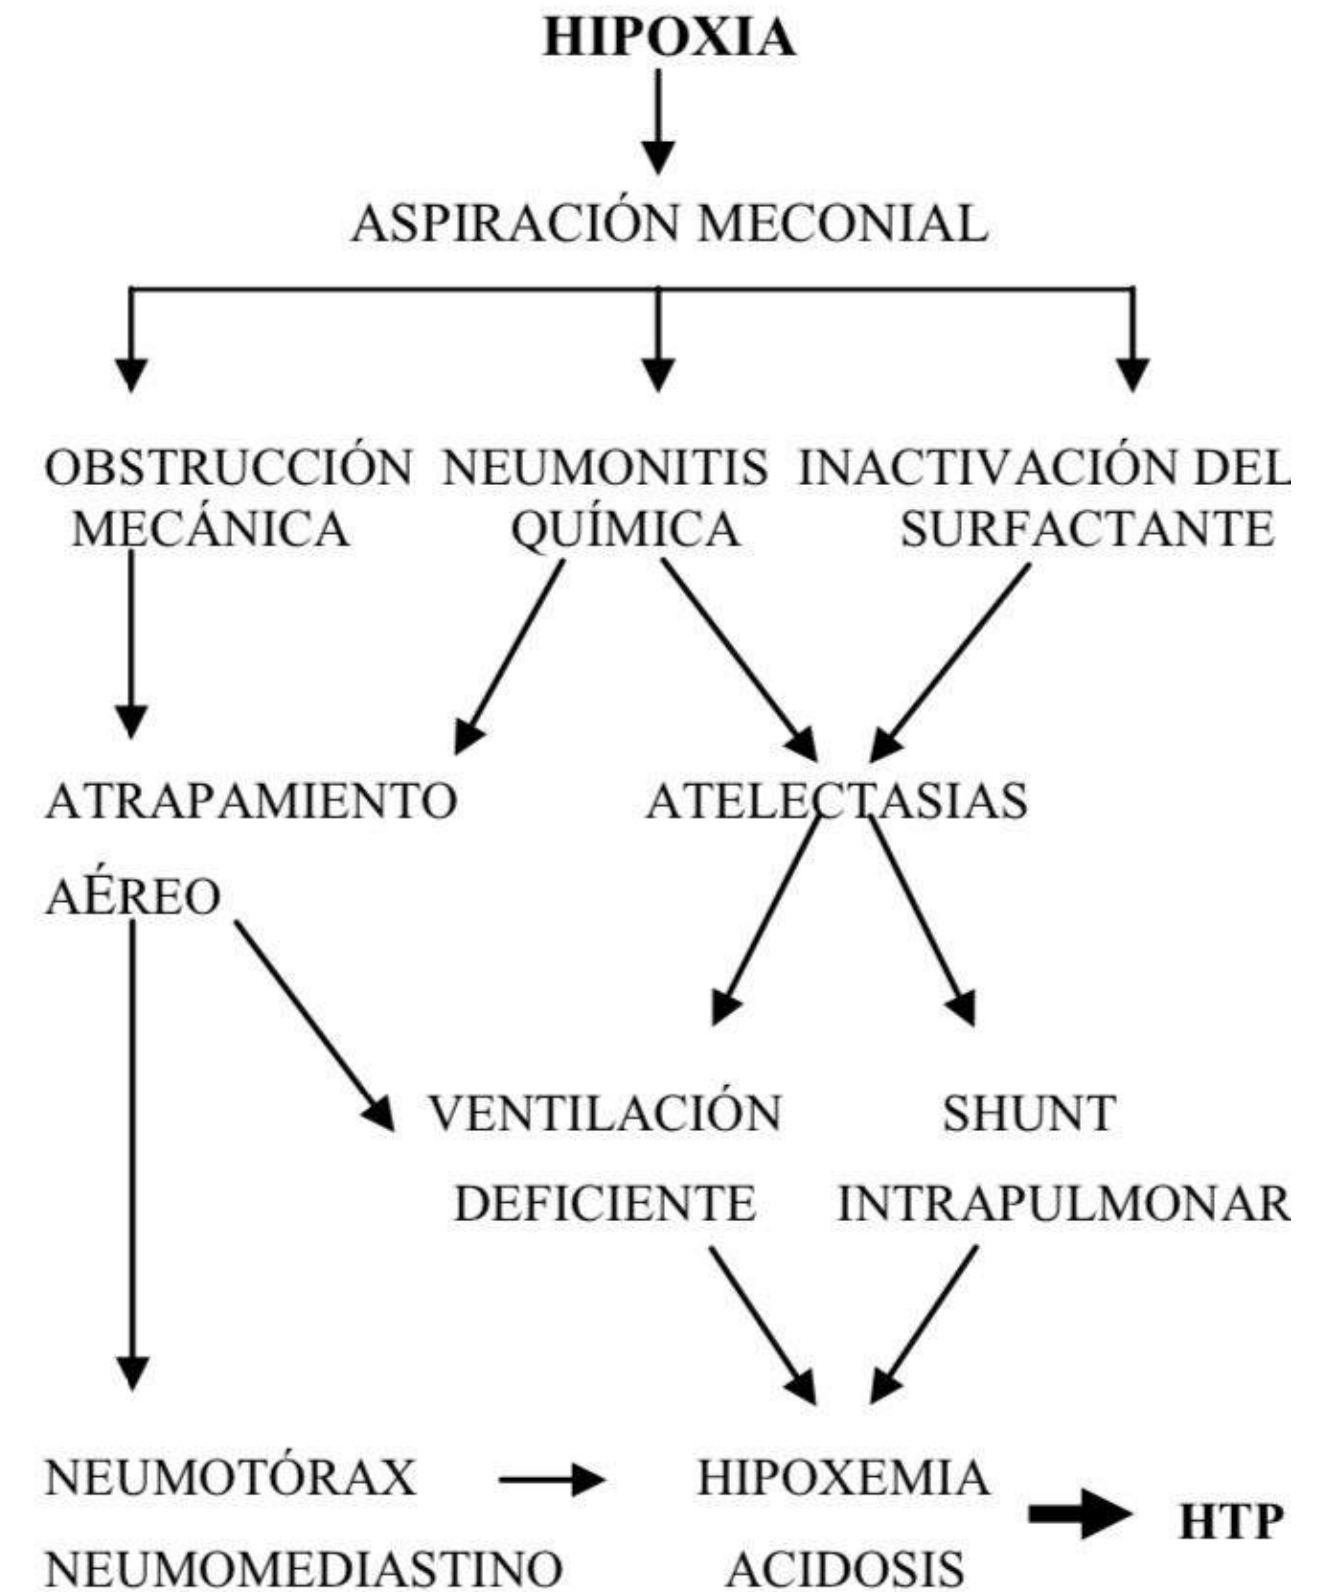 HIPOXIA
ASPIRACIÓN MECONIAL
OBSTRUCCIÓN
MECÁNICA
NEUMONITIS
QUÍMICA
INACTIVACIÓN DEL
SURFACTANTE
ATRAPAMIENTO
AÉREO
ATELECTASIAS
VENTILACIÓN
DEFICIENTE
SHUNT
INTRAPULMONAR
NEUMOTÓRAX
NEUMOMEDIASTINO
HIPOXEMIA
ACIDOSIS
HTP